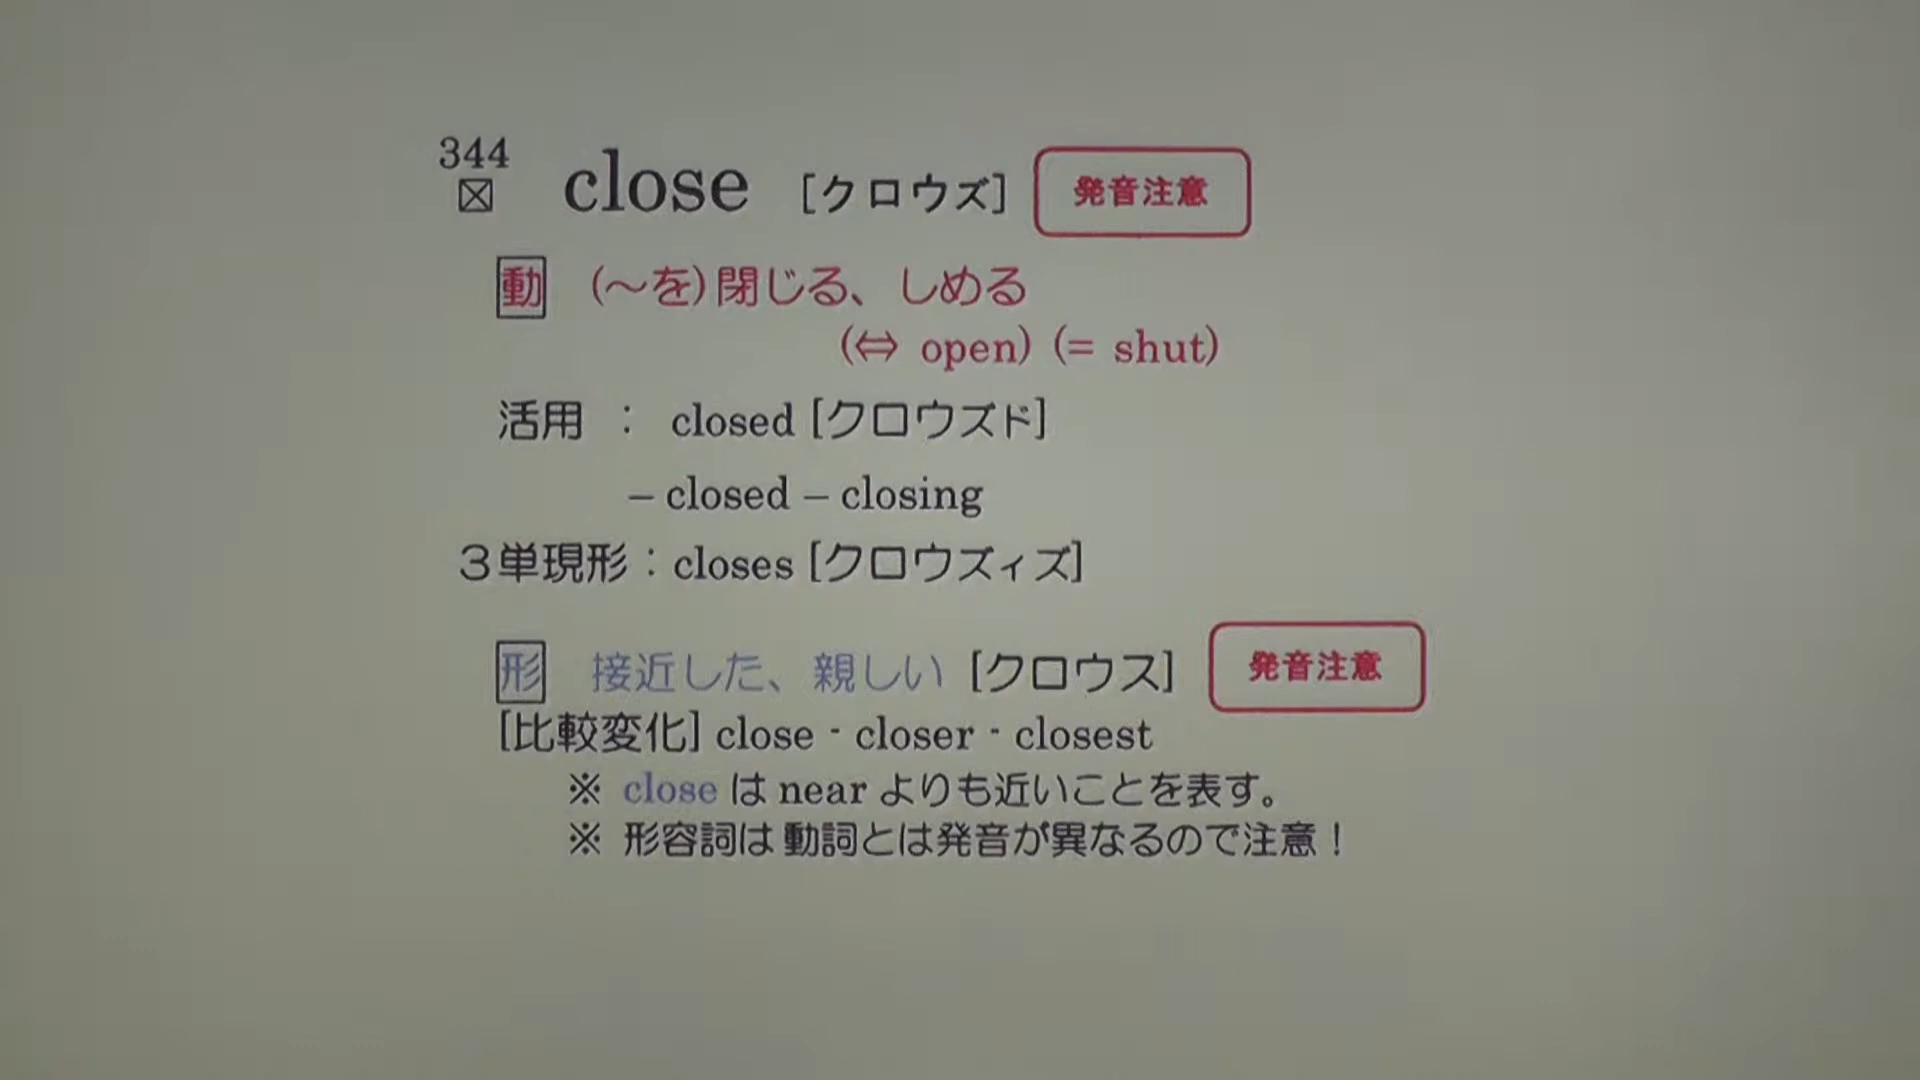 344
☒ close [クロウズ] 発音注意
動 (～を)閉じる、しめる
(⇔ open) (= shut)
活用 : closed [クロウズド]
– closed – closing
3単現形 : closes [クロウズィズ]
形 接近した、親しい [クロウス] 発音注意
[比較変化] close - closer - closest
※ close は near よりも近いことを表す。
※ 形容詞は 動詞とは発音が異なるので注意！